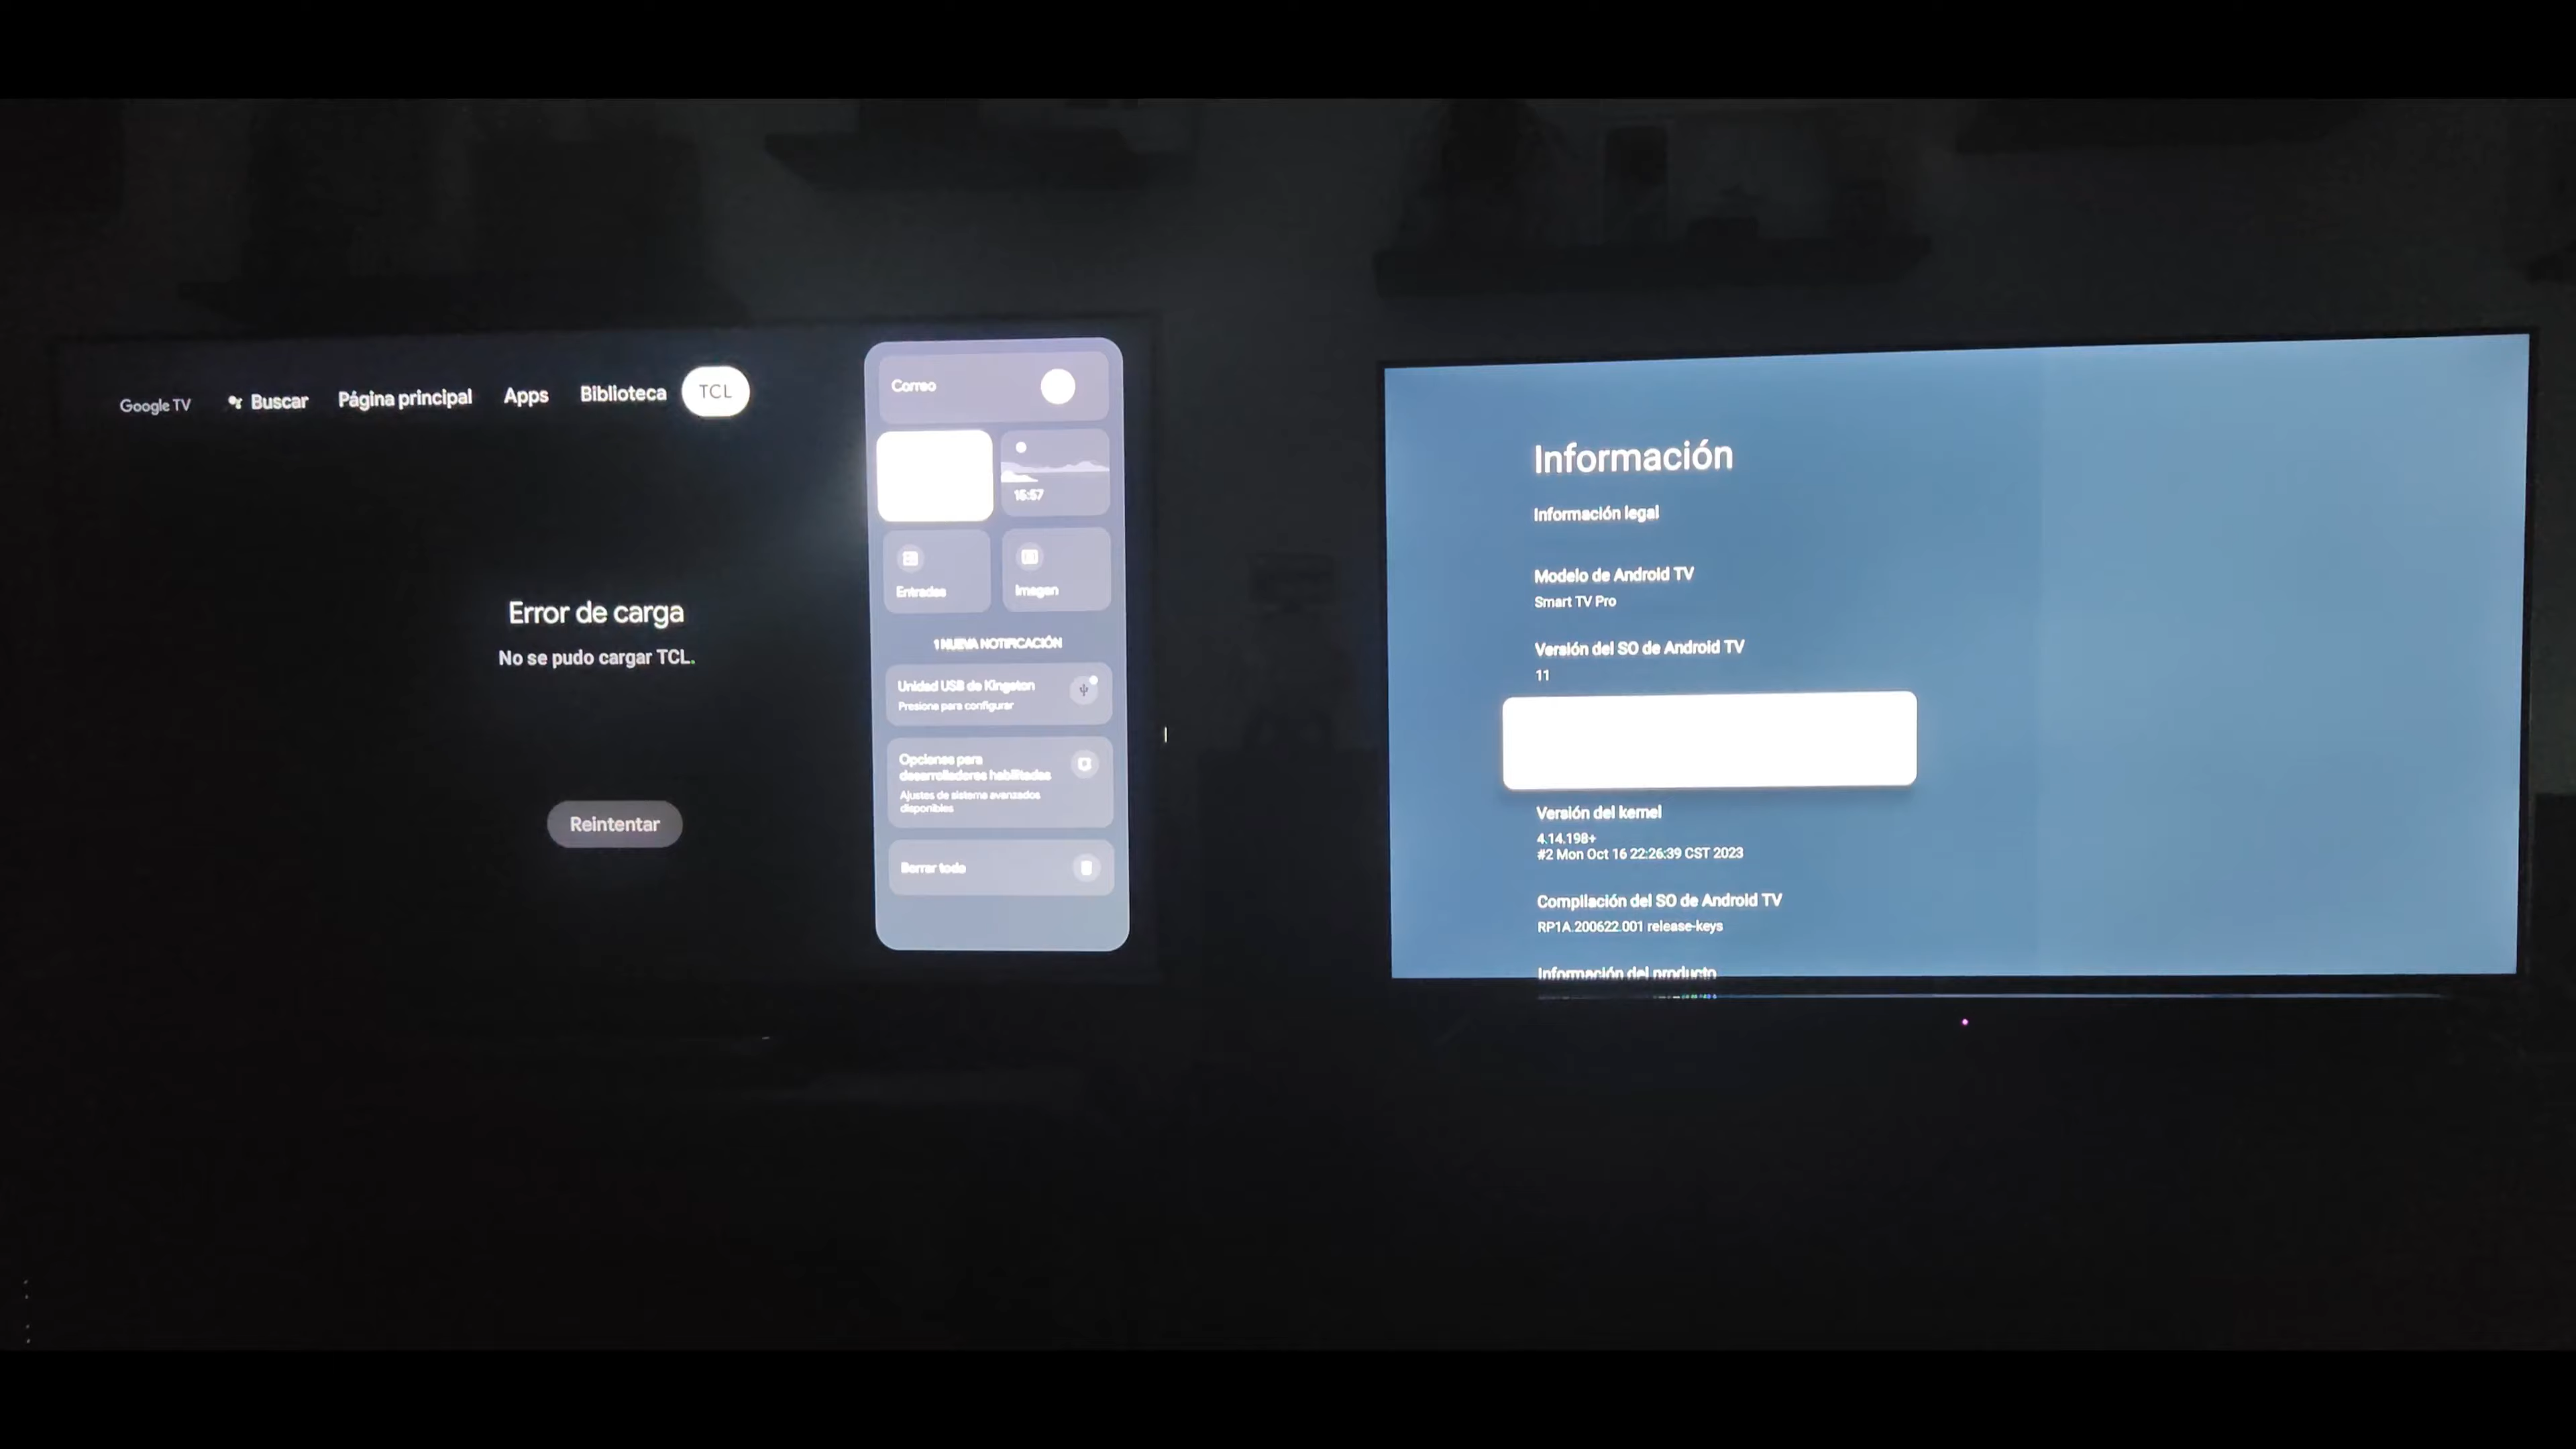 Google TV
Buscar
Página principal
Apps
Biblioteca
TCL
Error de carga
No se pudo cargar TCL.
Reintentar
Correo
16:57
Entradas
Imagen
1 NUEVA NOTIFICACIÓN
Unidad USB de Kingston
Presiona para configurar
Opciones para
desarrolladores habilitadas
Ajustes de sistema avanzados
disponibles
Borrar todo
Información
Información legal
Modelo de Android TV
Smart TV Pro
Versión del SO de Android TV
11
Versión del kernel
4.14.198+
#2 Mon Oct 16 22:26:39 CST 2023
Compilación del SO de Android TV
RP1A.200622.001 release-keys
Información del producto